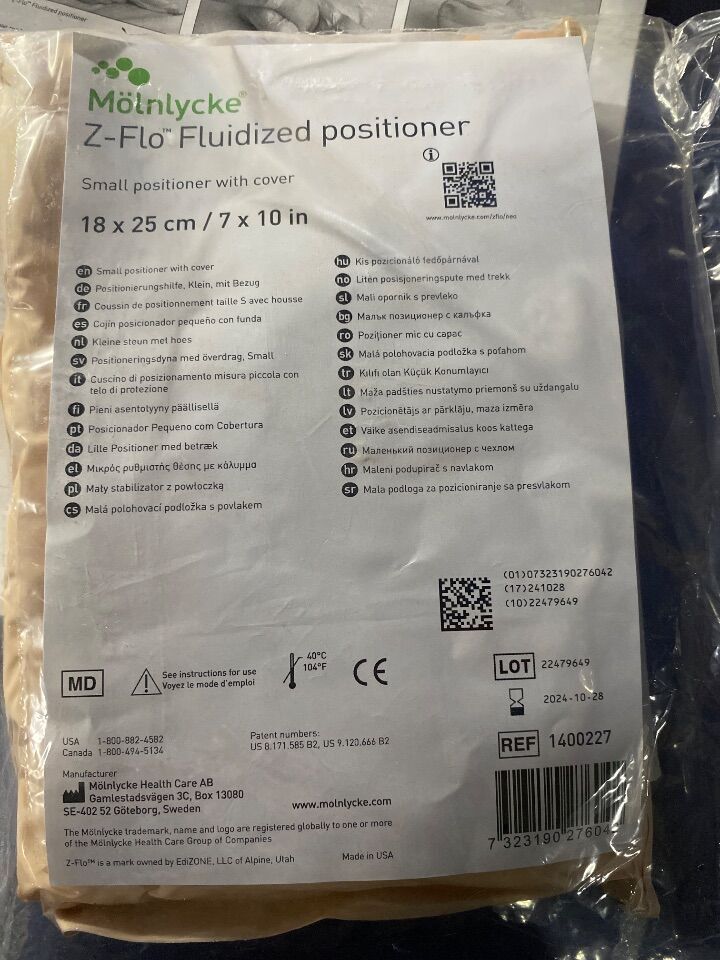 Z-Flo™ Fluidized positioner
Mölnlycke®
Z-Flo™ Fluidized positioner
Small positioner with cover
18 x 25 cm / 7 x 10 in
www.molnlycke.com/zflo/neo
en Small positioner with cover
de Positionierungshilfe, Klein, mit Bezug
fr Coussin de positionnement taille S avec housse
es Cojín posicionador pequeño con funda
nl Kleine steun met hoes
sv Positioneringsdyna med överdrag, Small
it Cuscino di posizionamento misura piccola con
telo di protezione
fi Pieni asentotyyny päällisellä
pt Posicionador Pequeno com Cobertura
da Lille Positioner med betræk
el Μικρός ρυθμιστής θέσης με κάλυμμα
pl Mały stabilizator z powłoczką
cs Malá polohovací podložka s povlakem
hu Kis pozicionáló fedőpárnával
no Liten posisjoneringspute med trekk
sl Mali opornik s prevleko
bg Малък позиционер с калъфка
ro Poziționer mic cu capac
sk Malá polohovacia podložka s poťahom
tr Kılıfı olan Küçük Konumlayıcı
lt Maža padšties nustatymo priemonš su uždangalu
lv Pozicionētājs ar pārklāju, maza izmēra
et Väike asendiseadmisalus koos kattega
ru Маленький позиционер с чехлом
hr Maleni podupirač s navlakom
sr Mala podloga za pozicioniranje sa presvlakom
(01)07323190276042
(17)241028
(10)22479649
MD
See instructions for use
Voyez le mode d'emploi
40°C
104°F
CE
LOT 22479649
2024-10-28
REF 1400227
USA 1-800-882-4582
Canada 1-800-494-5134
Patent numbers:
US 8.171.585 B2, US 9.120.666 B2
Manufacturer
Mölnlycke Health Care AB
Gamlestadsvägen 3C, Box 13080
SE-402 52 Göteborg, Sweden
www.molnlycke.com
The Mölnlycke trademark, name and logo are registered globally to one or more
of the Mölnlycke Health Care Group of Companies
Z-Flo™ is a mark owned by EdiZONE, LLC of Alpine, Utah
Made in USA
7 323190 27604